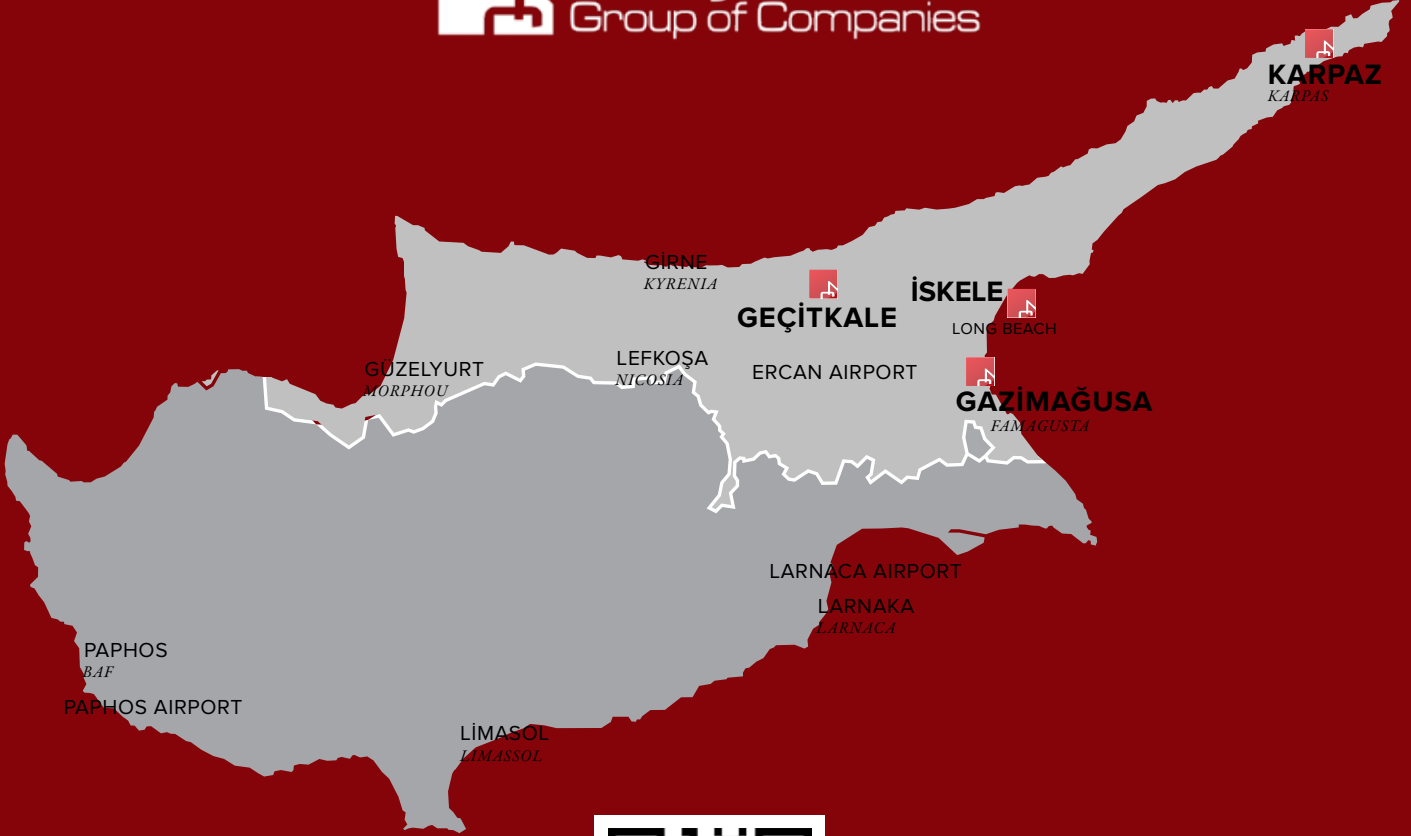 Group of Companies
KARPAZ
KARPAS
GİRNE
KYRENIA
GEÇİTKALE
İSKELE
LONG BEACH
GÜZELYURT
MORPHOU
LEFKOŞA
NICOSIA
ERCAN AIRPORT
GAZİMAĞUSA
FAMAGUSTA
LARNACA AIRPORT
LARNAKA
LARNACA
PAPHOS
BAF
PAPHOS AIRPORT
LİMASOL
LIMASSOL